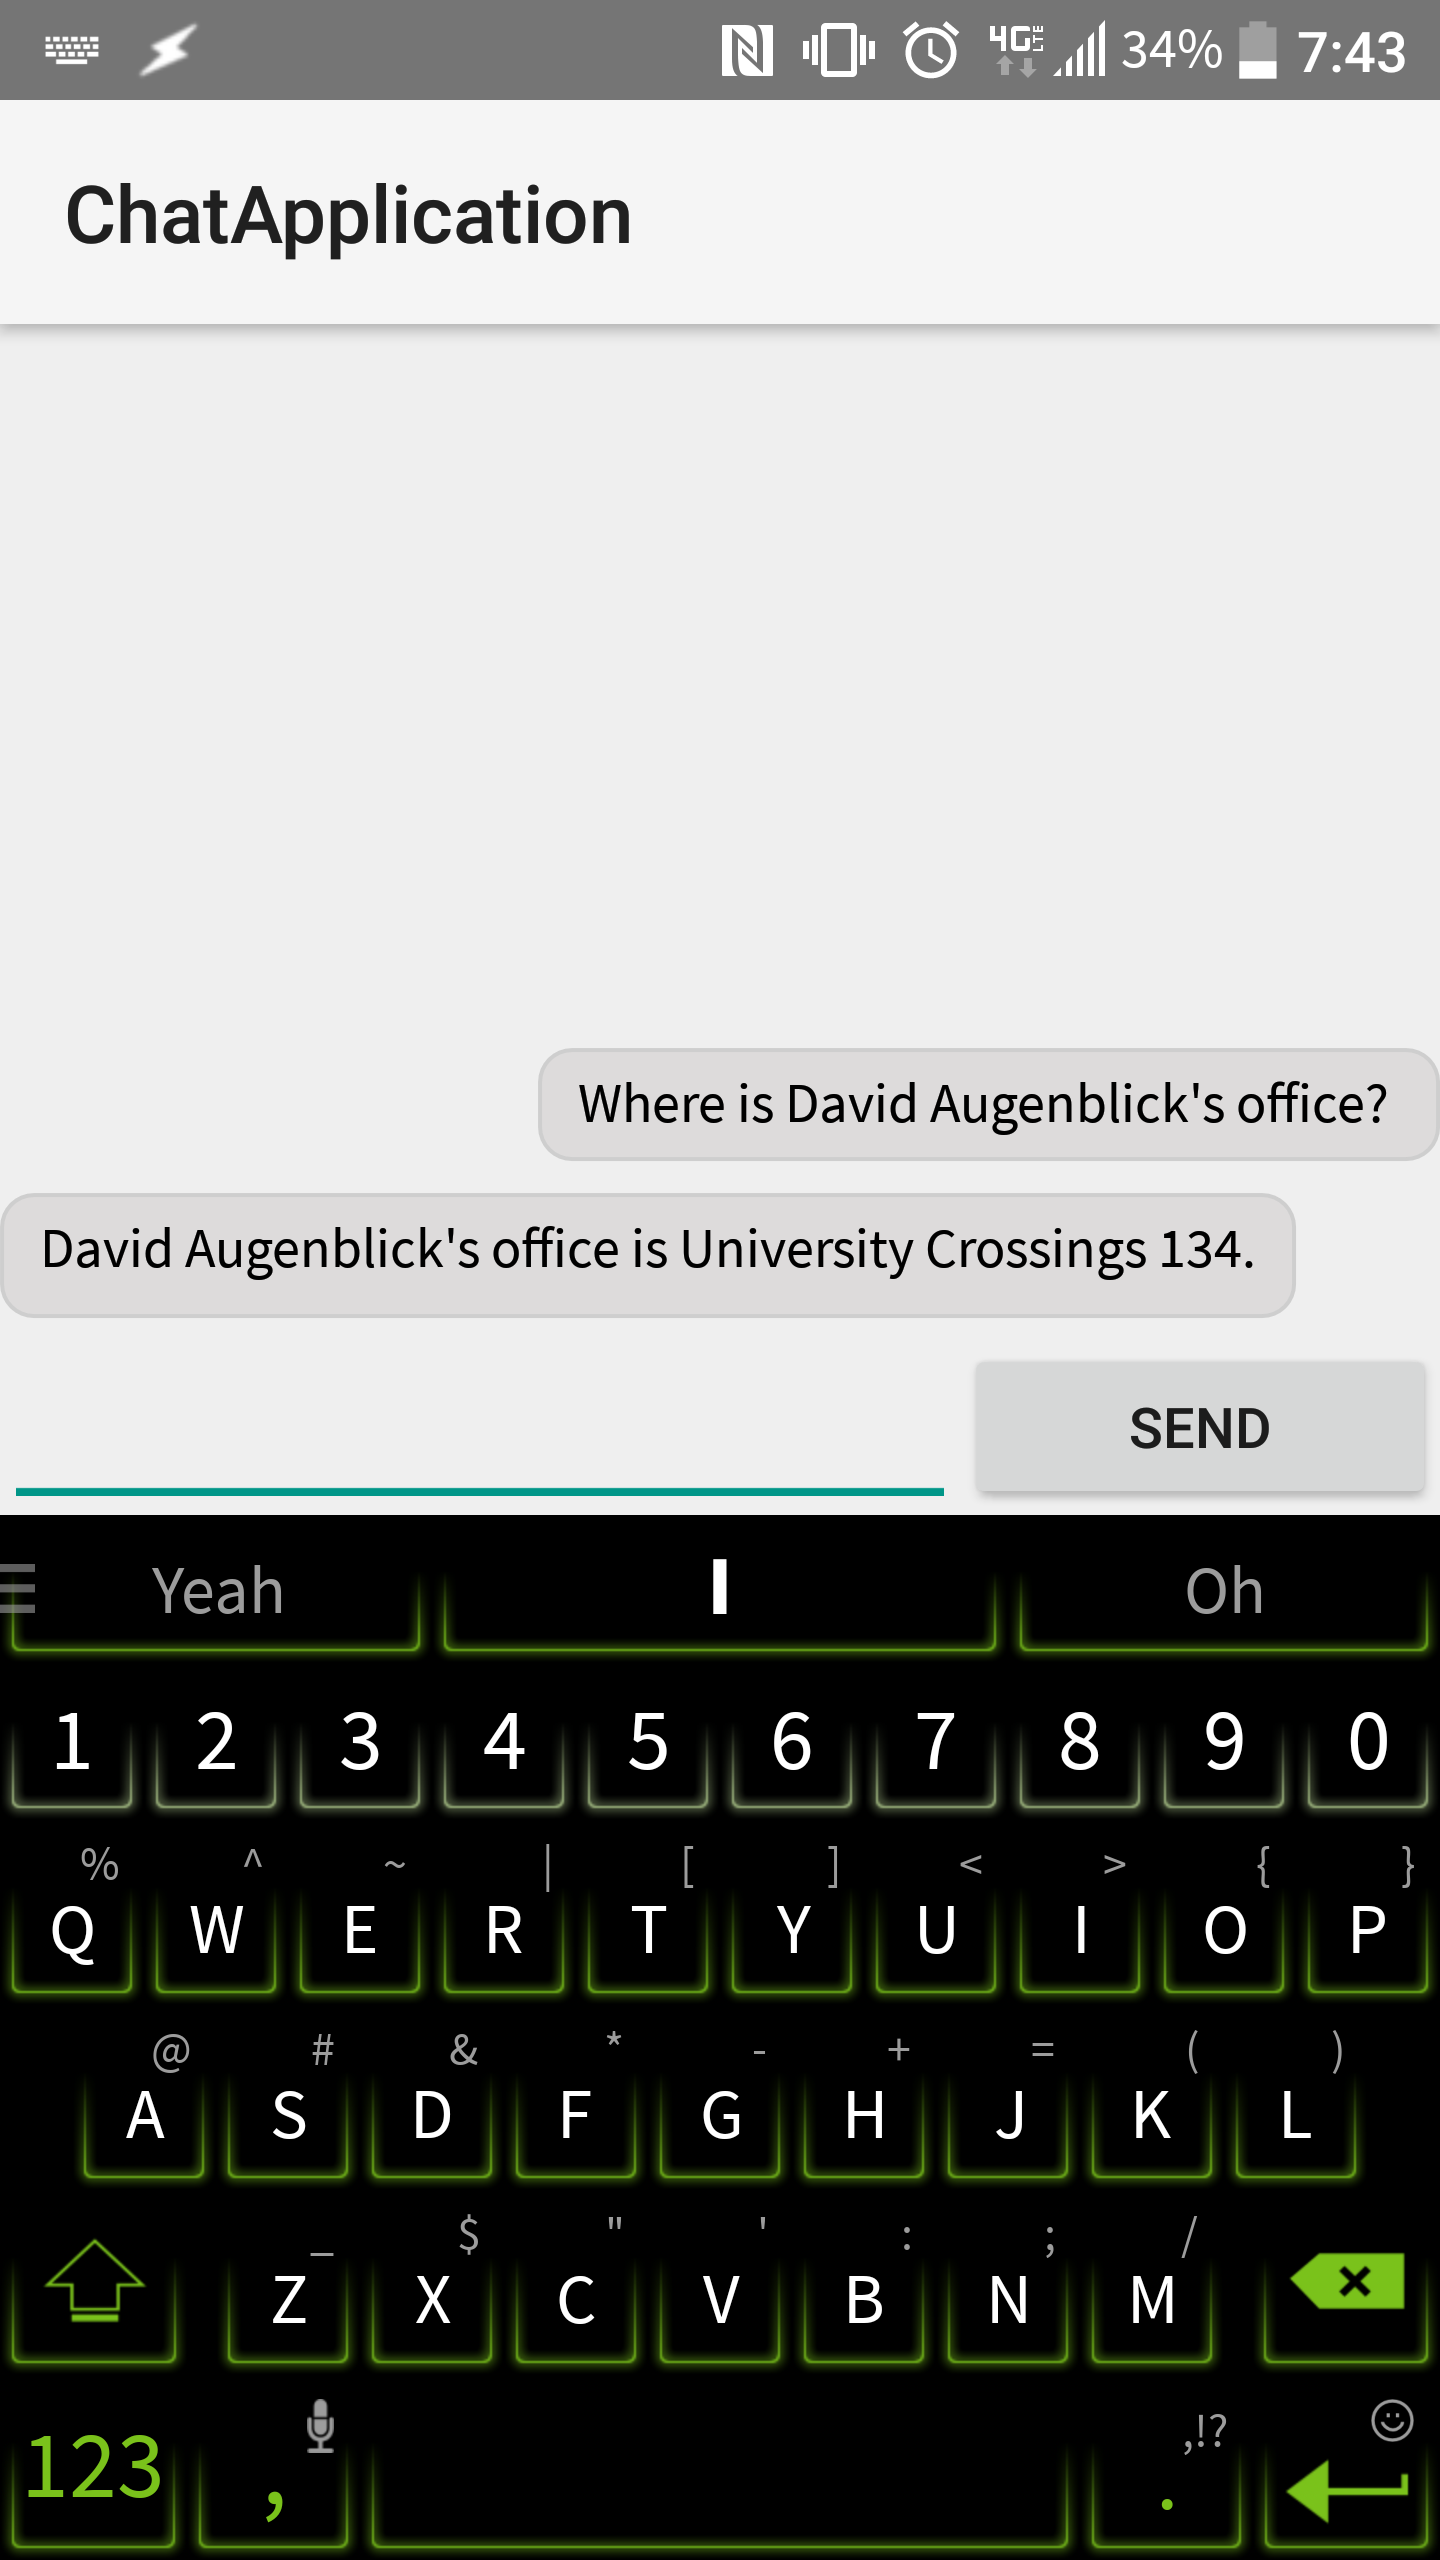 4G LTE 34% 7:43
ChatApplication
Where is David Augenblick's office?
David Augenblick's office is University Crossings 134.
SEND
Yeah I Oh
1 2 3 4 5 6 7 8 9 0
% ^ ~ | [ ] < > { }
Q W E R T Y U I O P
@ # & * - + = ( )
A S D F G H J K L
_ $ " ' : ; /
Z X C V B N M
,!?
123 , .